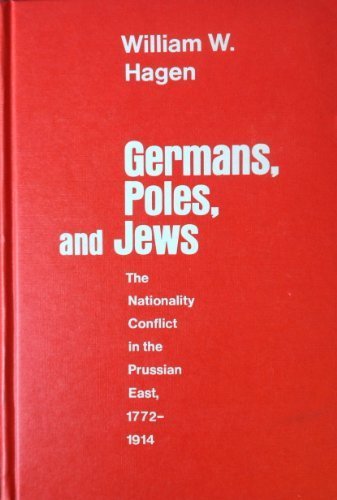 William W.
Hagen
Germans,
Poles,
and Jews
The
Nationality
Conflict
in the
Prussian
East,
1772–
1914